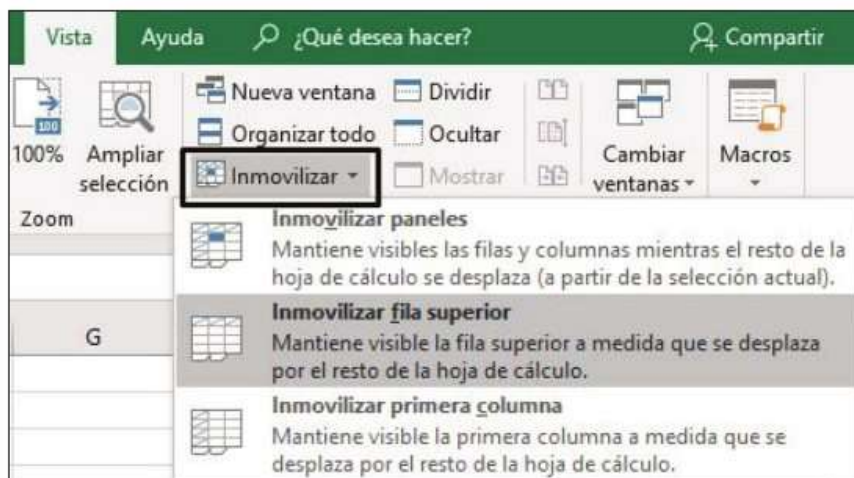 Vista Ayuda ¿Qué desea hacer? Compartir
Nueva ventana Dividir
Organizar todo Ocultar
100% Ampliar selección
Inmovilizar Mostrar
Cambiar ventanas Macros
Zoom
Inmovilizar paneles
Mantiene visibles las filas y columnas mientras el resto de la
hoja de cálculo se desplaza (a partir de la selección actual).
G
Inmovilizar fila superior
Mantiene visible la fila superior a medida que se desplaza
por el resto de la hoja de cálculo.
Inmovilizar primera columna
Mantiene visible la primera columna a medida que se
desplaza por el resto de la hoja de cálculo.